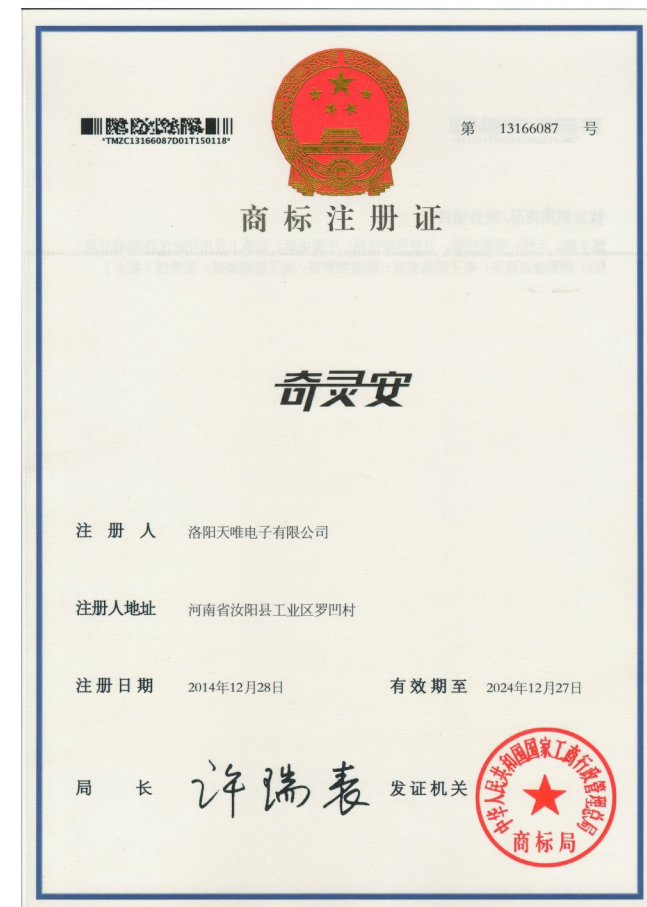 *TMZC13166087D01T150118*
第 13166087 号
商标注册证
奇灵安
注册人 洛阳天唯电子有限公司
注册人地址 河南省汝阳县工业区罗凹村
注册日期 2014年12月28日 有效期至 2024年12月27日
局长 许瑞表 发证机关
中华人民共和国国家工商行政管理总局
商标局